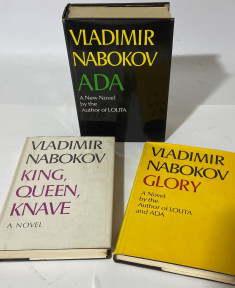 VLADIMIR
NABOKOV
ADA
A New Novel
by the
Author of LOLITA
VLADIMIR
NABOKOV
KING,
QUEEN,
KNAVE
A NOVEL
VLADIMIR
NABOKOV
GLORY
A Novel
by the
Author of LOLITA
and ADA